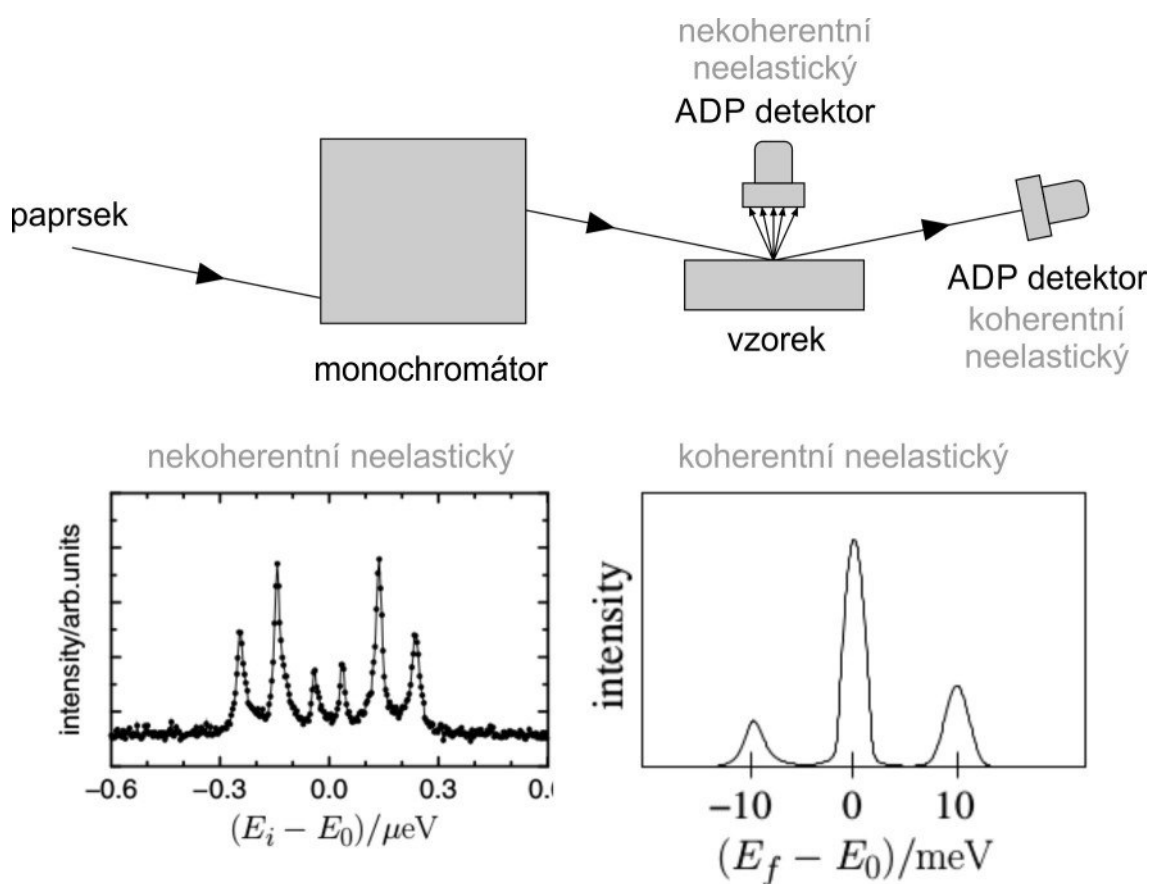 nekoherentní
neelastický
ADP detektor
paprsek
monochromátor
vzorek
ADP detektor
koherentní
neelastický
nekoherentní neelastický
intensity/arb.units
−0.6 −0.3 0.0 0.3
(E_i − E_0)/μeV
koherentní neelastický
intensity
−10 0 10
(E_f − E_0)/meV